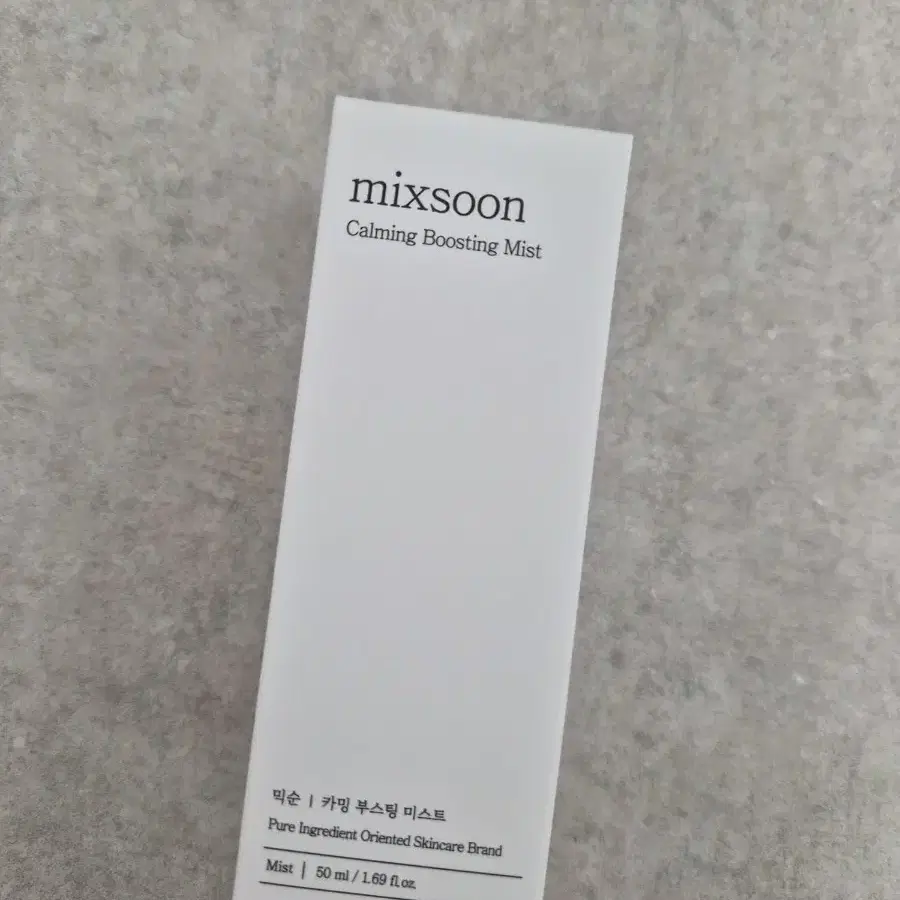 mixsoon
Calming Boosting Mist
믹순 | 카밍 부스팅 미스트
Pure Ingredient Oriented Skincare Brand
Mist | 50 ml / 1.69 fl.oz.